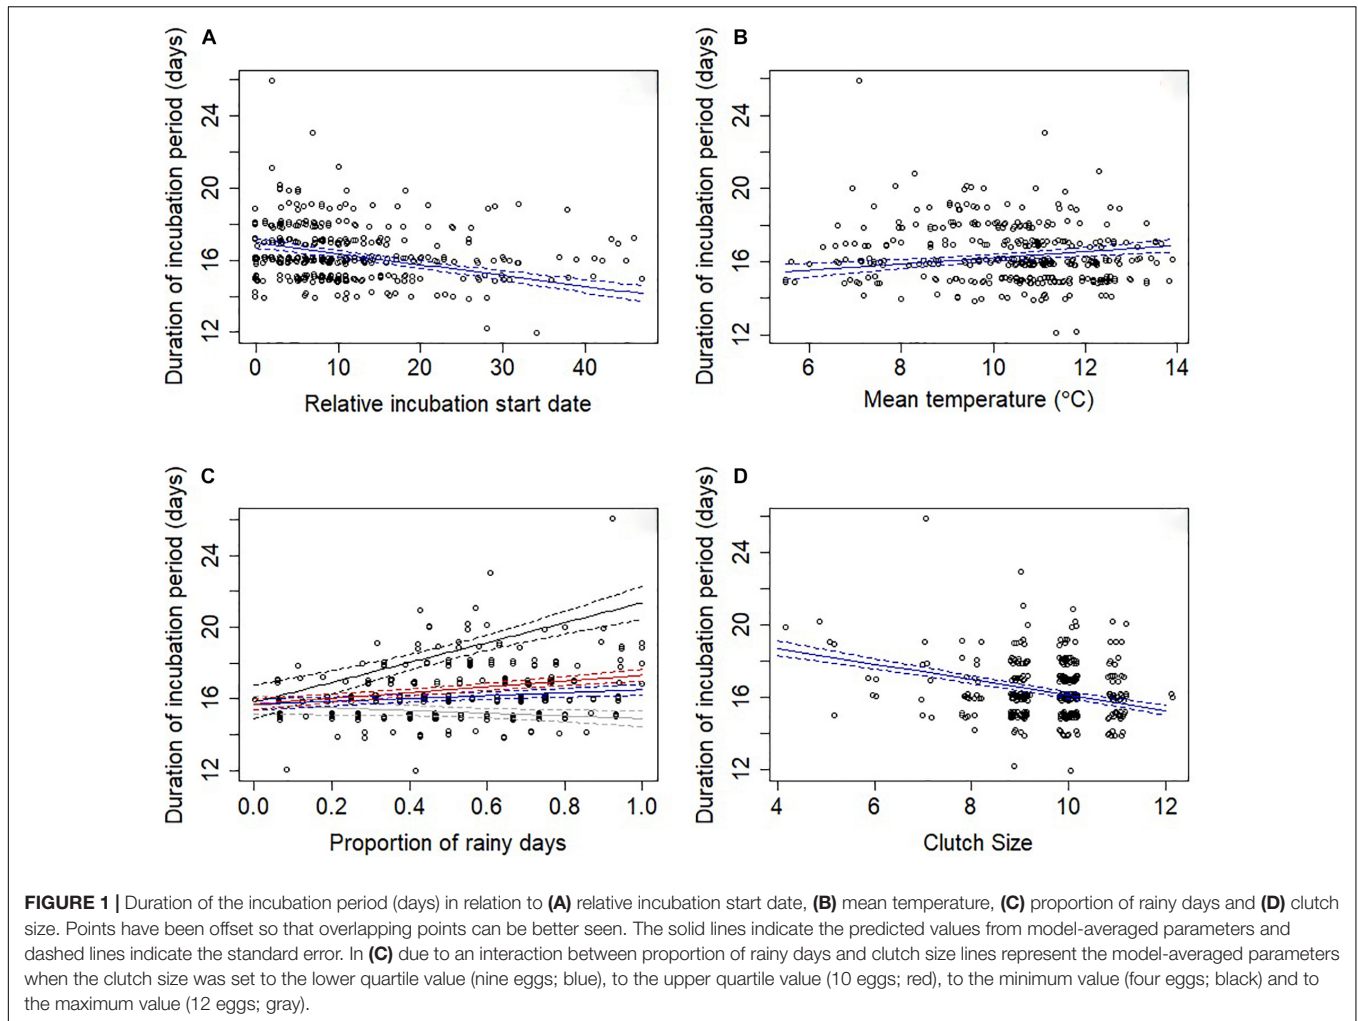 A
Duration of incubation period (days)
24
20
16
12
0 10 20 30 40
Relative incubation start date
B
Duration of incubation period (days)
24
20
16
12
6 8 10 12 14
Mean temperature (°C)
C
Duration of incubation period (days)
24
20
16
12
0.0 0.2 0.4 0.6 0.8 1.0
Proportion of rainy days
D
Duration of incubation period (days)
24
20
16
12
4 6 8 10 12
Clutch Size
FIGURE 1 | Duration of the incubation period (days) in relation to (A) relative incubation start date, (B) mean temperature, (C) proportion of rainy days and (D) clutch
size. Points have been offset so that overlapping points can be better seen. The solid lines indicate the predicted values from model-averaged parameters and
dashed lines indicate the standard error. In (C) due to an interaction between proportion of rainy days and clutch size lines represent the model-averaged parameters
when the clutch size was set to the lower quartile value (nine eggs; blue), to the upper quartile value (10 eggs; red), to the minimum value (four eggs; black) and to
the maximum value (12 eggs; gray).